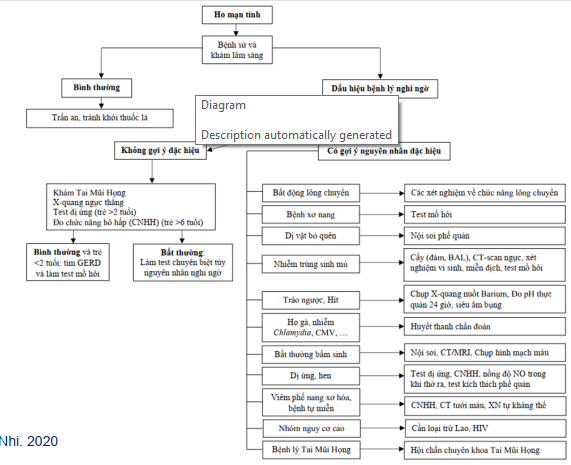 Ho mạn tính
Bệnh sử và
khám lâm sàng
Bình thường
Dấu hiệu bệnh lý nghi ngờ
Trấn an, tránh khói thuốc lá
Diagram
Description automatically generated
Không gợi ý đặc hiệu
Có gợi ý nguyên nhân đặc hiệu
Khám Tai Mũi Họng
X-quang ngực thẳng
Test dị ứng (trẻ >2 tuổi)
Đo chức năng hô hấp (CNHH) (trẻ >6 tuổi)
Bình thường và trẻ
<2 tuổi: tìm GERD
và làm test mồ hôi
Bất thường:
Làm test chuyên biệt tùy
nguyên nhân nghi ngờ
Bất động lông chuyển
Các xét nghiệm về chức năng lông chuyển
Bệnh xơ nang
Test mồ hôi
Dị vật bỏ quên
Nội soi phế quản
Nhiễm trùng sinh mủ
Cấy (đàm, BAL), CT-scan ngực, xét
nghiệm vi sinh, miễn dịch, test mồ hôi
Trào ngược, Hít
Chụp X-quang nuốt Barium, Đo pH thực
quản 24 giờ, siêu âm bụng
Ho gà, nhiễm
Chlamydia, CMV, …
Huyết thanh chẩn đoán
Bất thường bẩm sinh
Nội soi, CT/MRI, Chụp hình mạch máu
Dị ứng, hen
Test dị ứng, CNHH, nồng độ NO trong
khí thở ra, test kích thích phế quản
Viêm phế nang xơ hóa,
bệnh tự miễn
CNHH, CT tưới máu, XN tự kháng thể
Nhóm nguy cơ cao
Cần loại trừ Lao, HIV
Bệnh lý Tai Mũi Họng
Hội chẩn chuyên khoa Tai Mũi Họng
Nhi. 2020